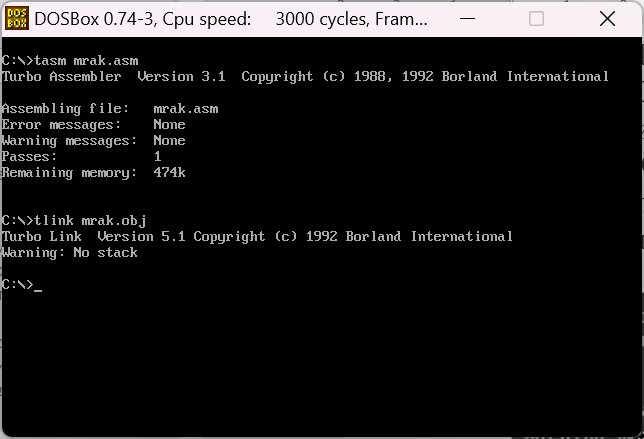 DOS
BOX
DOSBox 0.74-3, Cpu speed:    3000 cycles, Fram...
C:\>tasm mrak.asm
Turbo Assembler  Version 3.1  Copyright (c) 1988, 1992 Borland International
Assembling file:   mrak.asm
Error messages:    None
Warning messages:  None
Passes:            1
Remaining memory:  474k
C:\>tlink mrak.obj
Turbo Link  Version 5.1 Copyright (c) 1992 Borland International
Warning: No stack
C:\>_